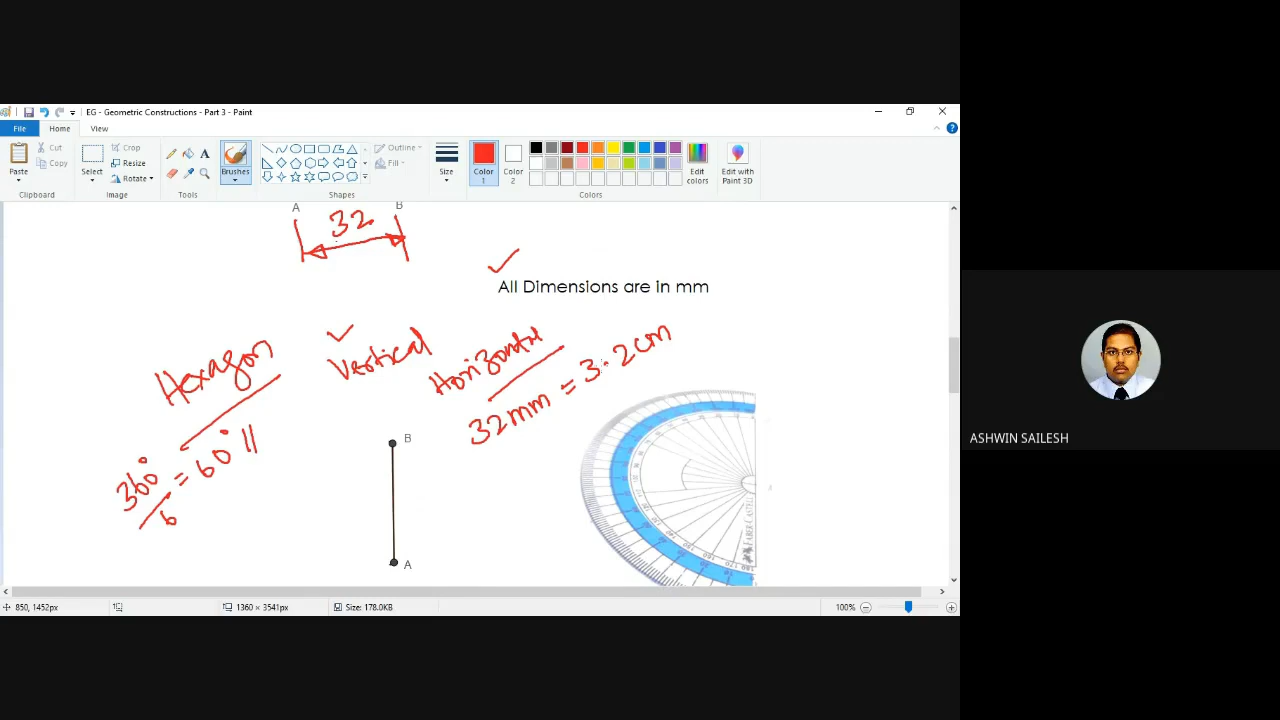 EG - Geometric Constructions - Part 3 - Paint
File Home View
Cut
Copy
Paste
Clipboard
Crop
Resize
Rotate
Select
Image
A
Tools
Brushes
Outline
Fill
Shapes
Size
Color 1
Color 2
Edit colors
Colors
Edit with Paint 3D
A B
32
All Dimensions are in mm
Hexagon
Vertical
Horizontal
32mm = 3.2cm
360°/6 = 60°
B
A
FABER-CASTELL
850, 1452px
1360 × 3541px
Size: 178.0KB
100%
ASHWIN SAILESH